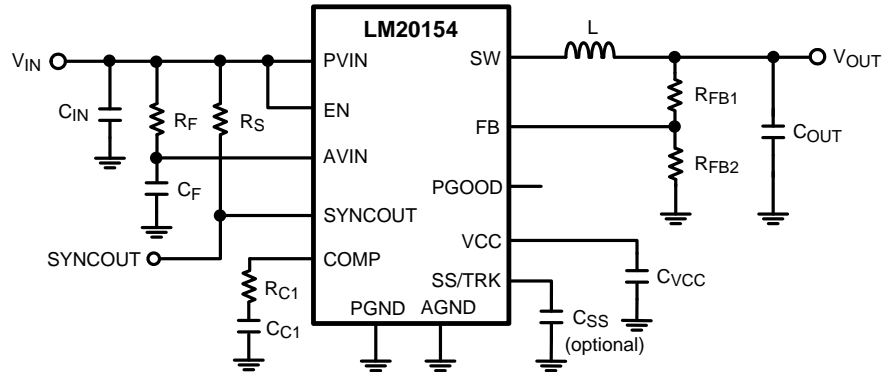 LM20154
V_IN
PVIN
SW
L
V_OUT
C_IN
R_F
R_S
EN
FB
R_FB1
C_OUT
AVIN
R_FB2
C_F
PGOOD
SYNCOUT
VCC
SYNCOUT
COMP
SS/TRK
C_VCC
R_C1
PGND
AGND
C_C1
C_SS
(optional)